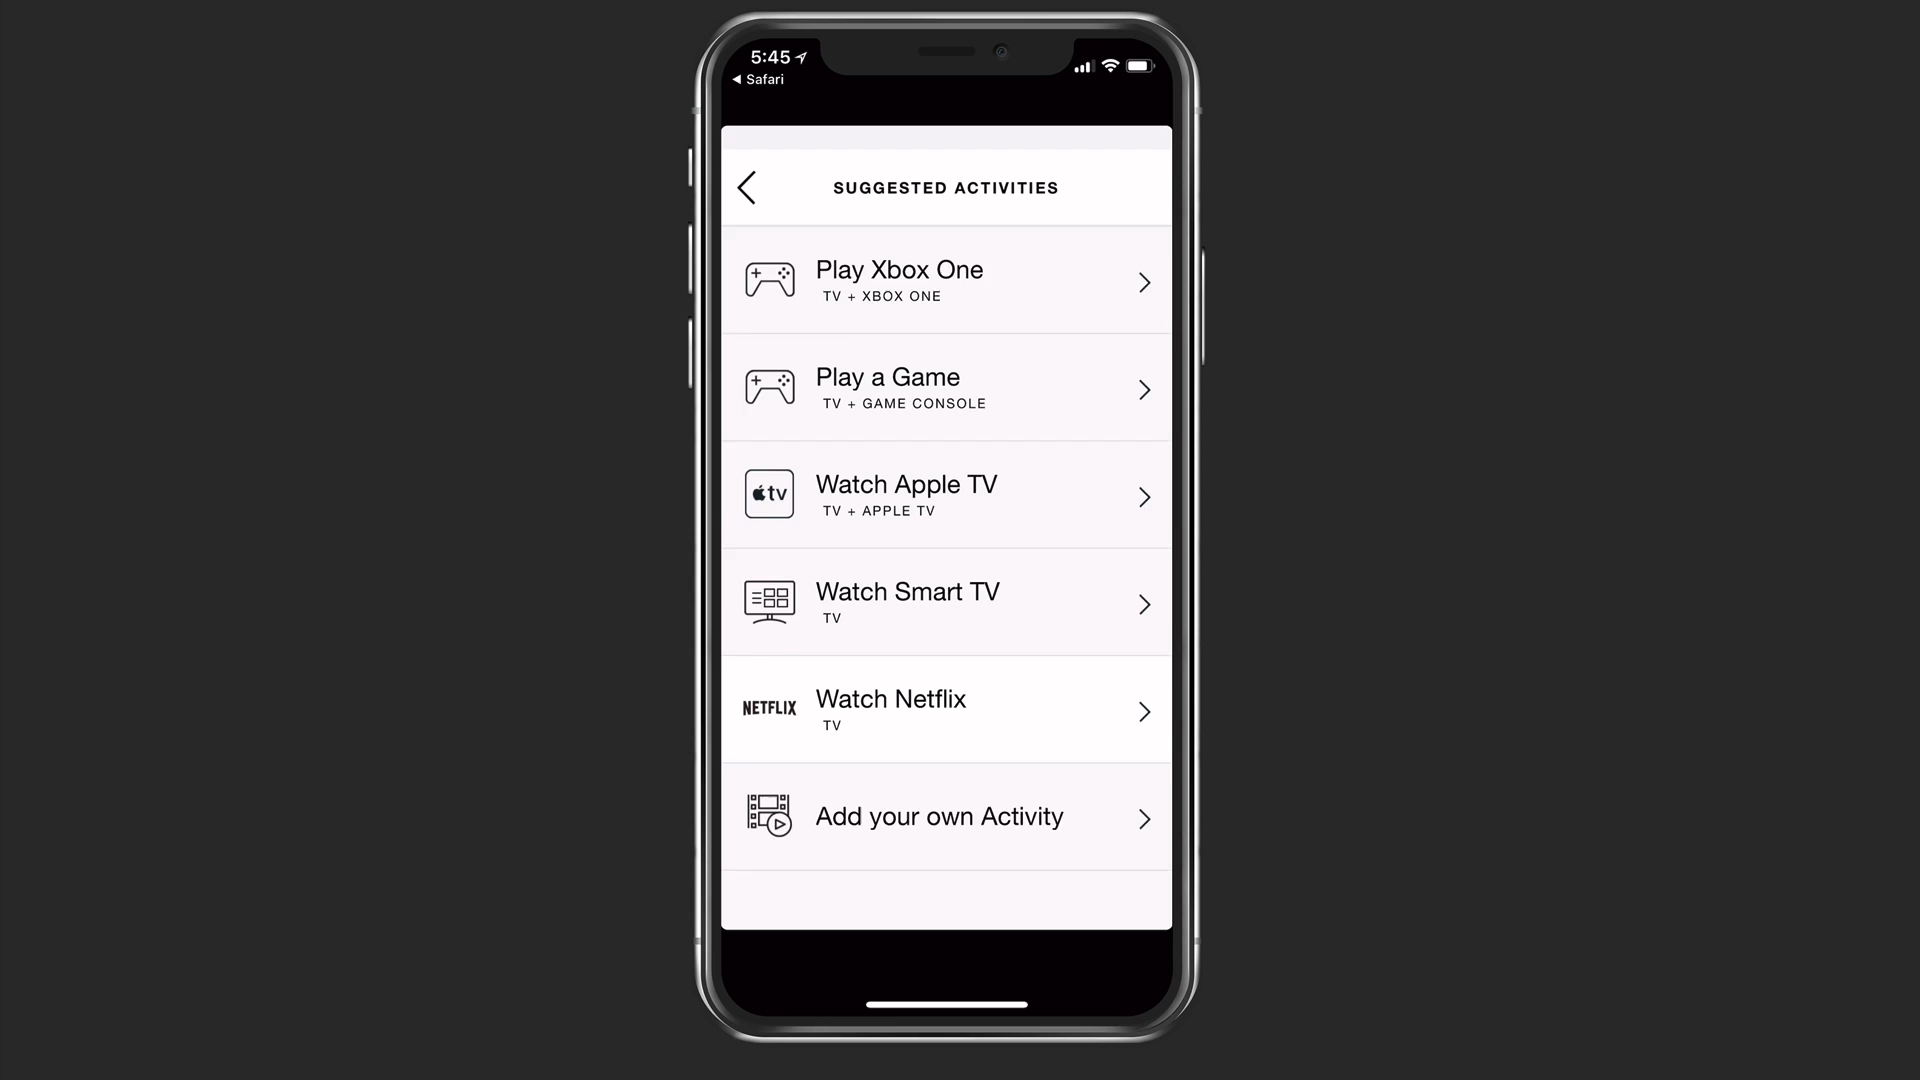 5:45
Safari
SUGGESTED ACTIVITIES
Play Xbox One
TV + XBOX ONE
Play a Game
TV + GAME CONSOLE
tv
Watch Apple TV
TV + APPLE TV
Watch Smart TV
TV
NETFLIX
Watch Netflix
TV
Add your own Activity